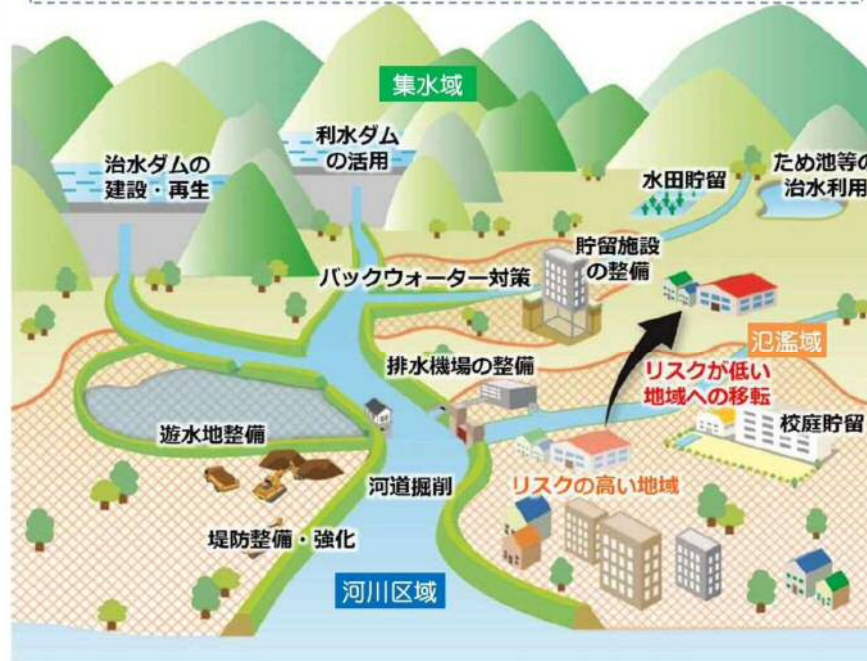 集水域
利水ダム
の活用
治水ダムの
建設・再生
水田貯留
ため池等の
治水利用
貯留施設
の整備
バックウォーター対策
氾濫域
排水機場の整備
リスクが低い
地域への移転
校庭貯留
遊水地整備
河道掘削
リスクの高い地域
堤防整備・強化
河川区域